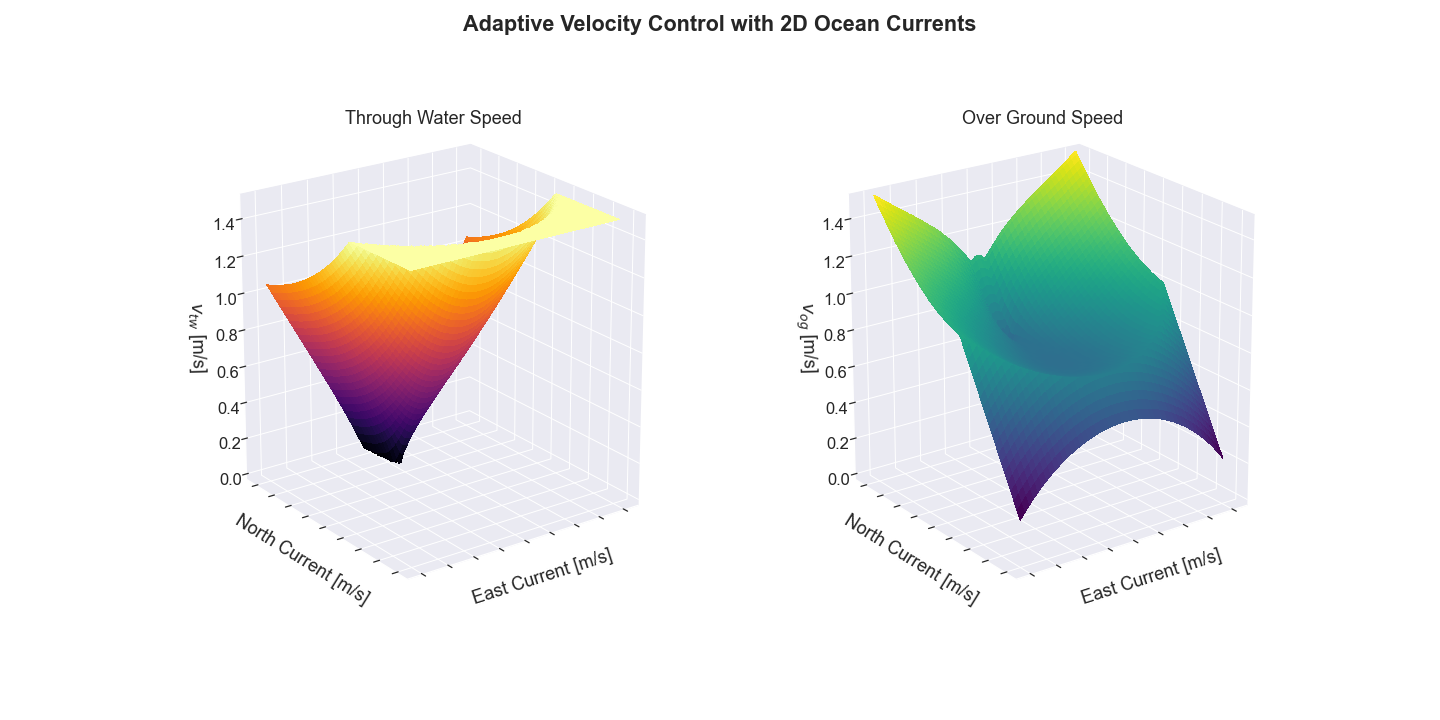 Adaptive Velocity Control with 2D Ocean Currents
Through Water Speed
1.4
1.2
1.0
0.8
0.6
0.4
0.2
0.0
v_tw [m/s]
North Current [m/s]
East Current [m/s]
Over Ground Speed
1.4
1.2
1.0
0.8
0.6
0.4
0.2
0.0
v_og [m/s]
North Current [m/s]
East Current [m/s]